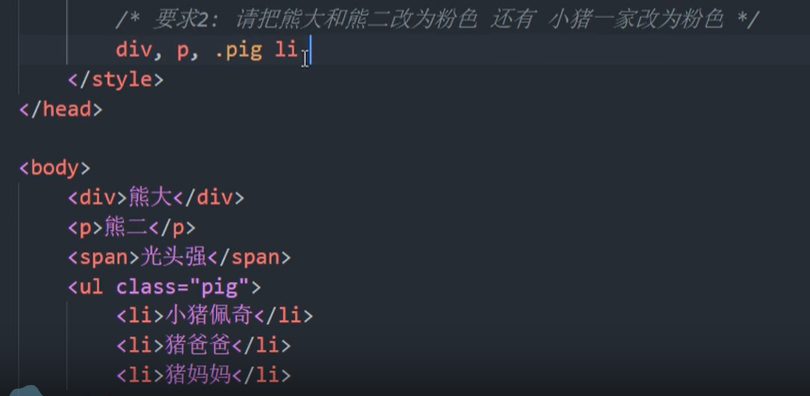 /* 要求2: 请把熊大和熊二改为粉色 还有 小猪一家改为粉色 */
div, p, .pig li
</style>
</head>
<body>
<div>熊大</div>
<p>熊二</p>
<span>光头强</span>
<ul class="pig">
<li>小猪佩奇</li>
<li>猪爸爸</li>
<li>猪妈妈</li>